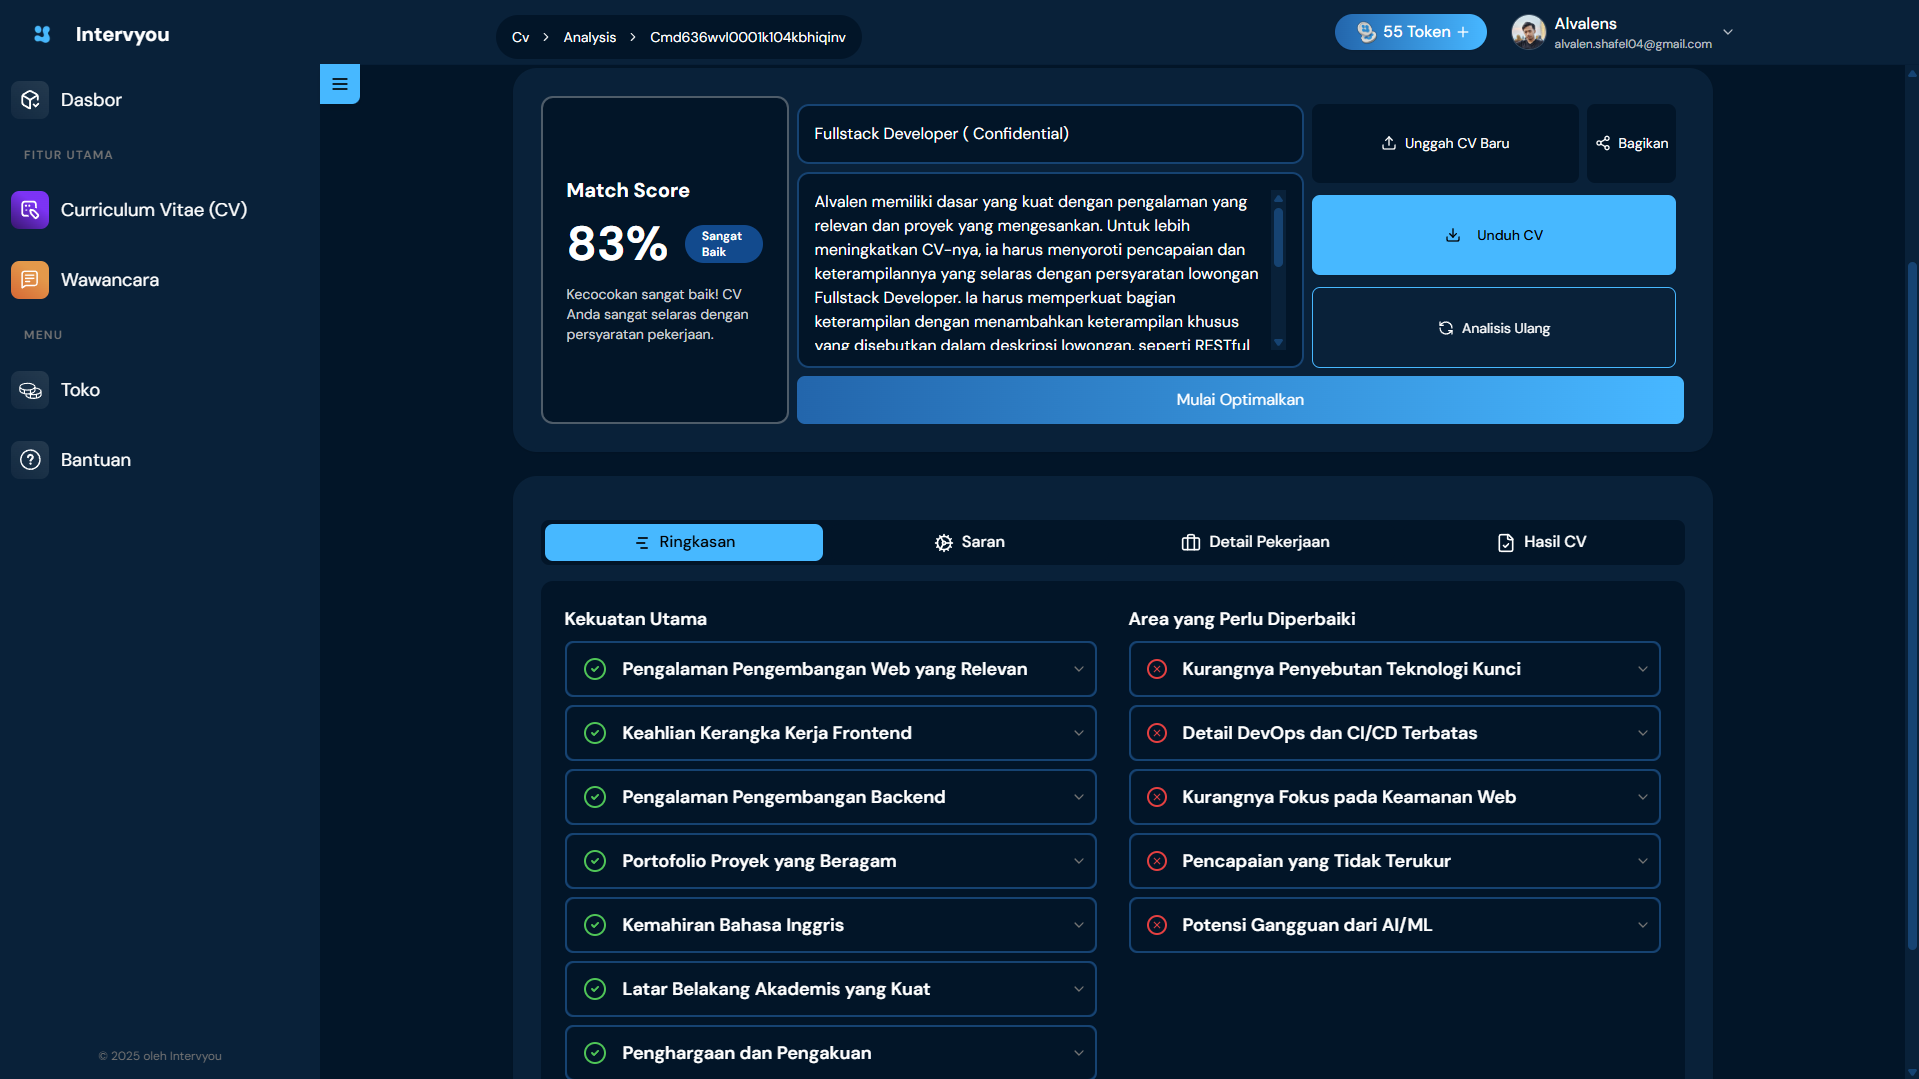 Intervyou
Cv > Analysis > Cmd636wvl0001k104kbhiqinv
55 Token +
Alvalens
alvalen.shafel04@gmail.com
Dasbor
FITUR UTAMA
Curriculum Vitae (CV)
Wawancara
MENU
Toko
Bantuan
© 2025 oleh Intervyou
Match Score
83%
Sangat
Baik
Kecocokan sangat baik! CV
Anda sangat selaras dengan
persyaratan pekerjaan.
Fullstack Developer ( Confidential)
Alvalen memiliki dasar yang kuat dengan pengalaman yang
relevan dan proyek yang mengesankan. Untuk lebih
meningkatkan CV-nya, ia harus menyoroti pencapaian dan
keterampilannya yang selaras dengan persyaratan lowongan
Fullstack Developer. Ia harus memperkuat bagian
keterampilan dengan menambahkan keterampilan khusus
yang disebutkan dalam deskripsi lowongan, seperti RESTful
Unggah CV Baru
Bagikan
Unduh CV
Analisis Ulang
Mulai Optimalkan
Ringkasan
Saran
Detail Pekerjaan
Hasil CV
Kekuatan Utama
Pengalaman Pengembangan Web yang Relevan
Keahlian Kerangka Kerja Frontend
Pengalaman Pengembangan Backend
Portofolio Proyek yang Beragam
Kemahiran Bahasa Inggris
Latar Belakang Akademis yang Kuat
Penghargaan dan Pengakuan
Area yang Perlu Diperbaiki
Kurangnya Penyebutan Teknologi Kunci
Detail DevOps dan CI/CD Terbatas
Kurangnya Fokus pada Keamanan Web
Pencapaian yang Tidak Terukur
Potensi Gangguan dari AI/ML